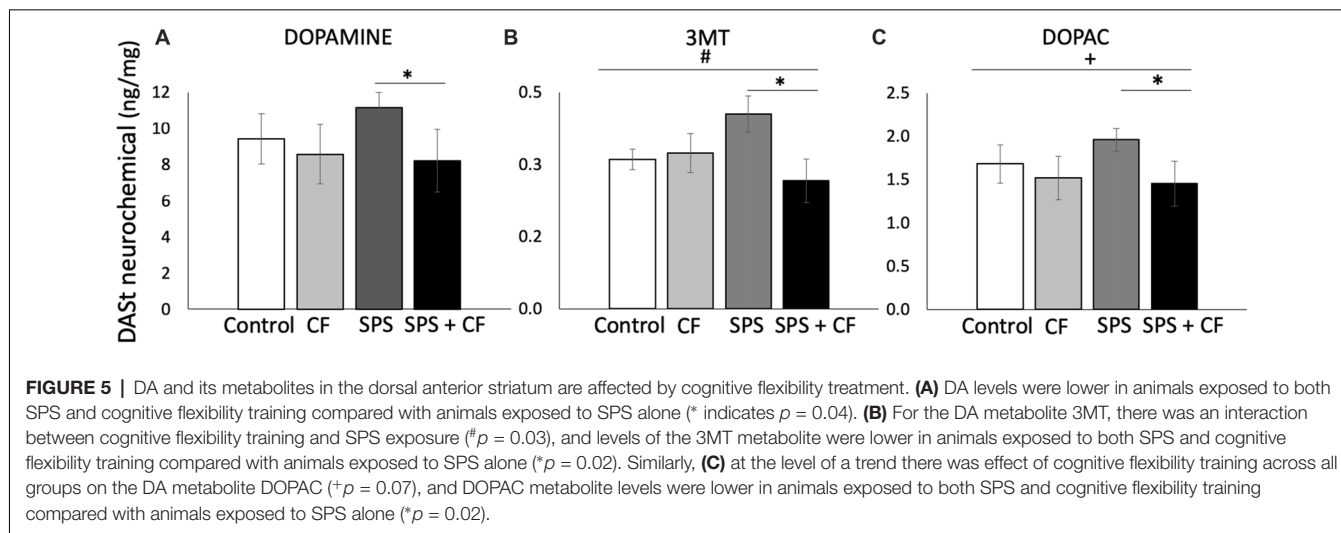 A DOPAMINE B 3MT C DOPAC
# +
* * *
12 0.5 2.5
10 2.0
8 0.3 1.5
6
4 0.2 1.0
2 0.5
0 0.0 0.0
DASt neurochemical (ng/mg)
Control CF SPS SPS + CF Control CF SPS SPS + CF Control CF SPS SPS + CF
FIGURE 5 | DA and its metabolites in the dorsal anterior striatum are affected by cognitive flexibility treatment. (A) DA levels were lower in animals exposed to both
SPS and cognitive flexibility training compared with animals exposed to SPS alone (* indicates p = 0.04). (B) For the DA metabolite 3MT, there was an interaction
between cognitive flexibility training and SPS exposure (#p = 0.03), and levels of the 3MT metabolite were lower in animals exposed to both SPS and cognitive
flexibility training compared with animals exposed to SPS alone (*p = 0.02). Similarly, (C) at the level of a trend there was effect of cognitive flexibility training across all
groups on the DA metabolite DOPAC (+p = 0.07), and DOPAC metabolite levels were lower in animals exposed to both SPS and cognitive flexibility training
compared with animals exposed to SPS alone (*p = 0.02).